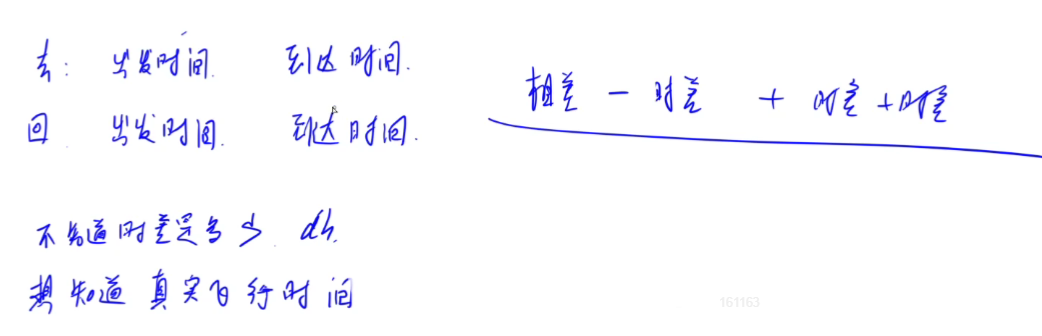 去: 出发时间. 到达时间.
回 出发时间. 到达时间.
相差 - 时差 + 时差 + 时差
不知道时差是多少. dh.
想知道真实飞行时间
161163